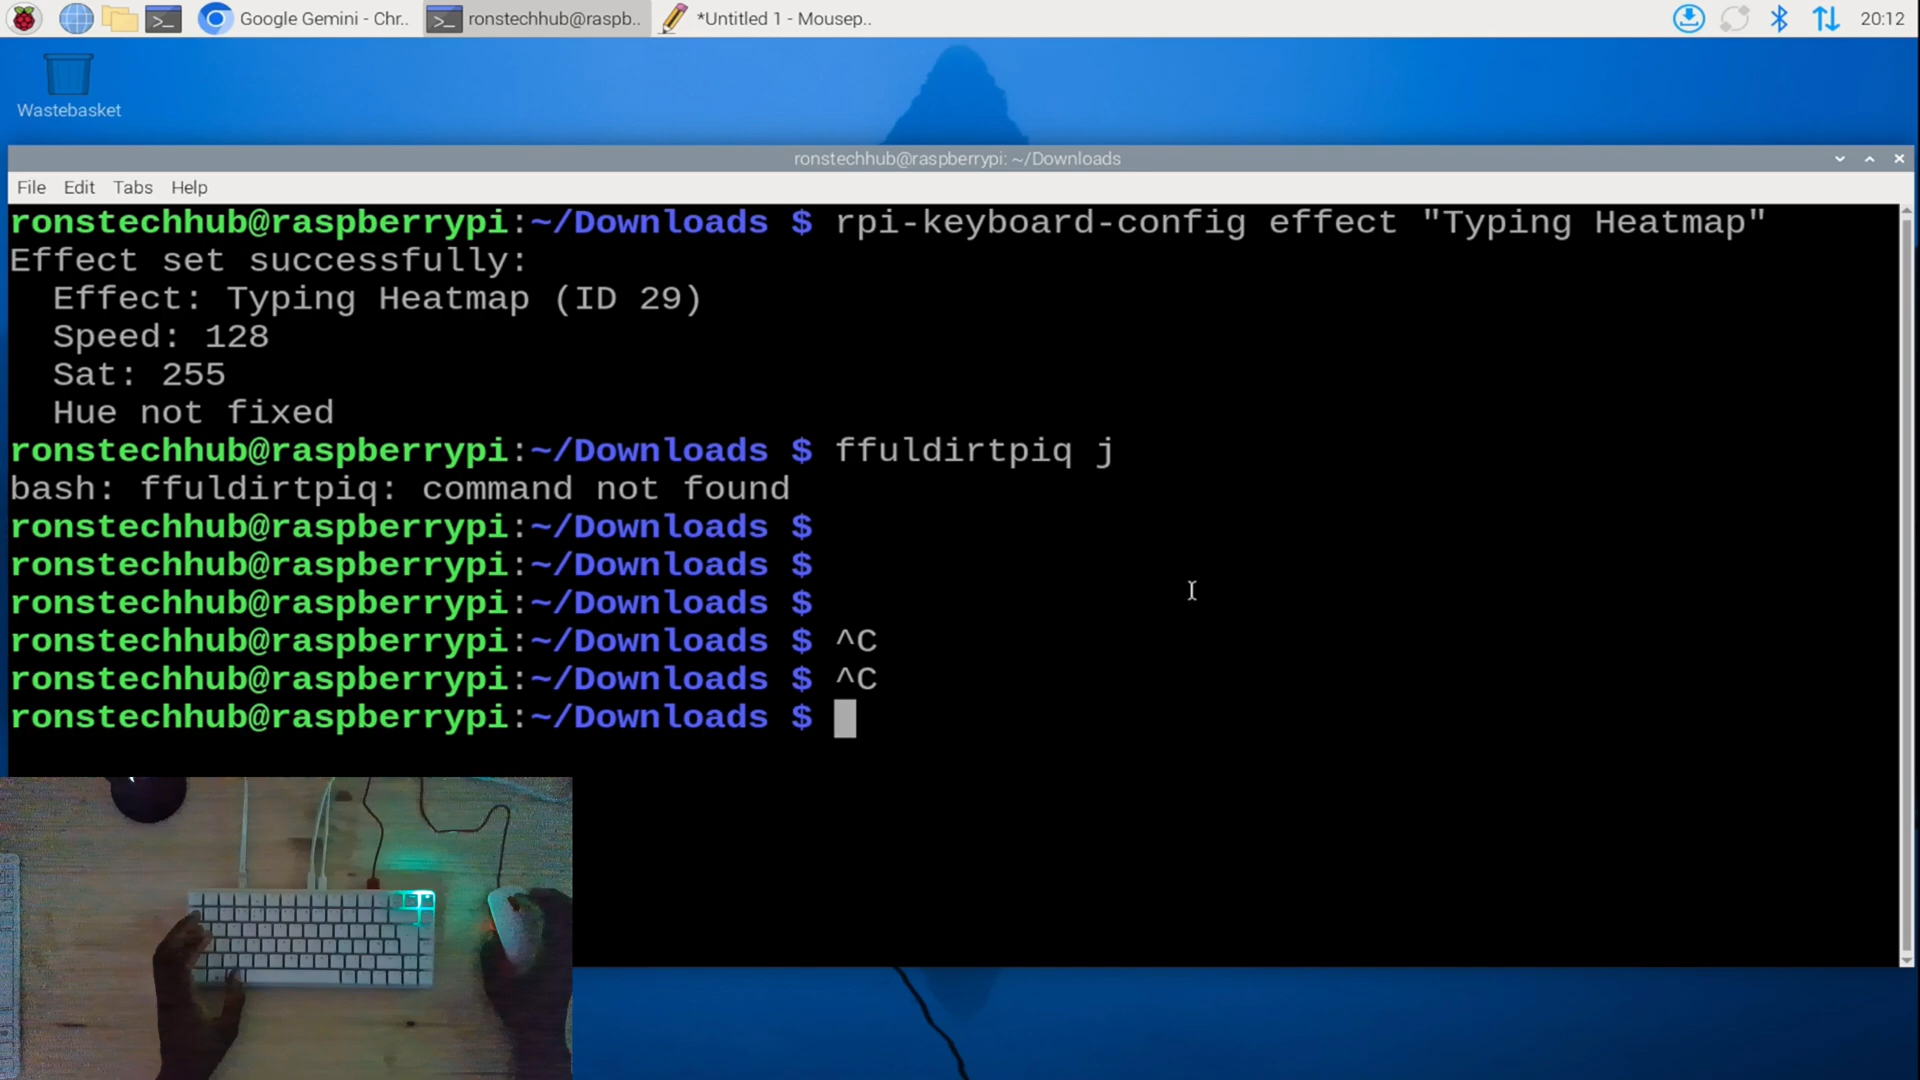 Google Gemini - Chr..
ronstechhub@raspb..
*Untitled 1 - Mousep..
20:12
Wastebasket
ronstechhub@raspberrypi: ~/Downloads
File Edit Tabs Help
ronstechhub@raspberrypi:~/Downloads $ rpi-keyboard-config effect "Typing Heatmap"
Effect set successfully:
  Effect: Typing Heatmap (ID 29)
  Speed: 128
  Sat: 255
  Hue not fixed
ronstechhub@raspberrypi:~/Downloads $ ffuldirtpiq j
bash: ffuldirtpiq: command not found
ronstechhub@raspberrypi:~/Downloads $
ronstechhub@raspberrypi:~/Downloads $
ronstechhub@raspberrypi:~/Downloads $
ronstechhub@raspberrypi:~/Downloads $ ^C
ronstechhub@raspberrypi:~/Downloads $ ^C
ronstechhub@raspberrypi:~/Downloads $